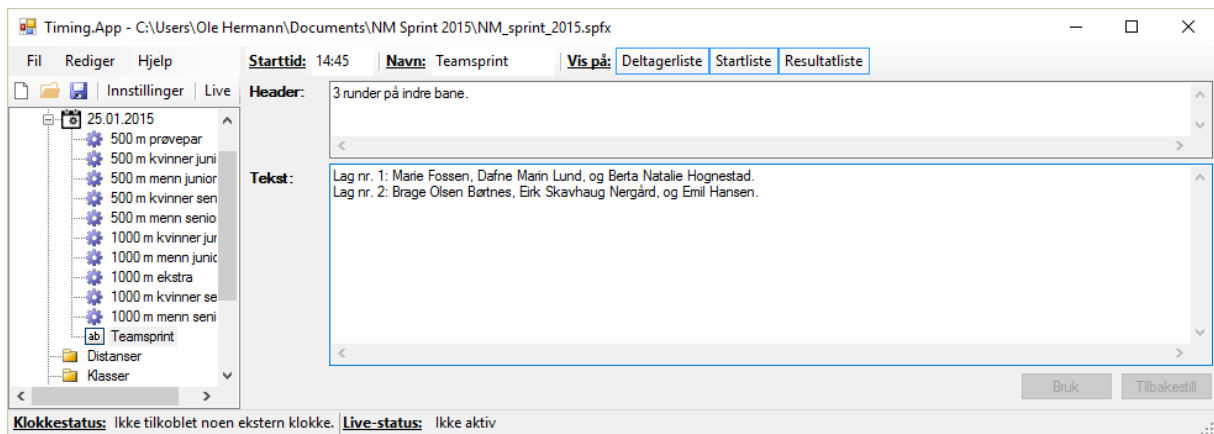 Timing.App - C:\Users\Ole Hermann\Documents\NM Sprint 2015\NM_sprint_2015.spfx
Fil Rediger Hjelp
Starttid: 14:45 Navn: Teamsprint Vis på: Deltagerliste Startliste Resultatliste
Innstillinger Live
Header: 3 runder på indre bane.
25.01.2015
500 m prøvepar
500 m kvinner juni
500 m menn junior
500 m kvinner sen
500 m menn senio
1000 m kvinner jur
1000 m menn junic
1000 m ekstra
1000 m kvinner se
1000 m menn seni
ab Teamsprint
Distanser
Klasser
Tekst: Lag nr. 1: Marie Fossen, Dafne Marin Lund, og Berta Natalie Hognestad.
Lag nr. 2: Brage Olsen Børtnes, Eirk Skavhaug Nergård, og Emil Hansen.
Bruk Tilbakestill
Klokkestatus: Ikke tilkoblet noen ekstern klokke. Live-status: Ikke aktiv